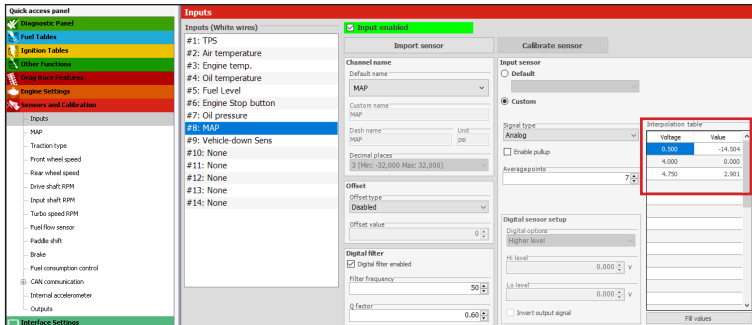 Quick access panel
Diagnostic Panel
Fuel Tables
Ignition Tables
Other Functions
Drag Race Features
Engine Settings
Sensors and Calibration
Inputs
MAP
Traction type
Front wheel speed
Rear wheel speed
Drive shaft RPM
Input shaft RPM
Turbo speed RPM
Fuel flow sensor
Paddle shift
Brake
Fuel consumption control
CAN communication
Internal accelerometer
Outputs
Interface Settings
Inputs
Inputs (White wires)
#1: TPS
#2: Air temperature
#3: Engine temp.
#4: Oil temperature
#5: Fuel Level
#6: Engine Stop button
#7: Oil pressure
#8: MAP
#9: Vehicle-down Sens
#10: None
#11: None
#12: None
#13: None
#14: None
Input enabled
Import sensor
Calibrate sensor
Channel name
Default name
MAP
Custom name
MAP
Dash name
Unit
MAP
psi
Decimal places
3 (Min: -32,000 Max: 32,000)
Offset
Offset type
Disabled
Offset value
0
Digital filter
Digital filter enabled
Filter frequency
50
Q factor
0.60
Input sensor
Default
Custom
Signal type
Analog
Enable pullup
Averagepoints
7
Digital sensor setup
Digital options
Higher level
Hi level
0.000 V
Lo level
0.000 V
Invert output signal
Interpolation table
Voltage Value
0.500 -14.504
4.000 0.000
4.750 2.901
Fill values